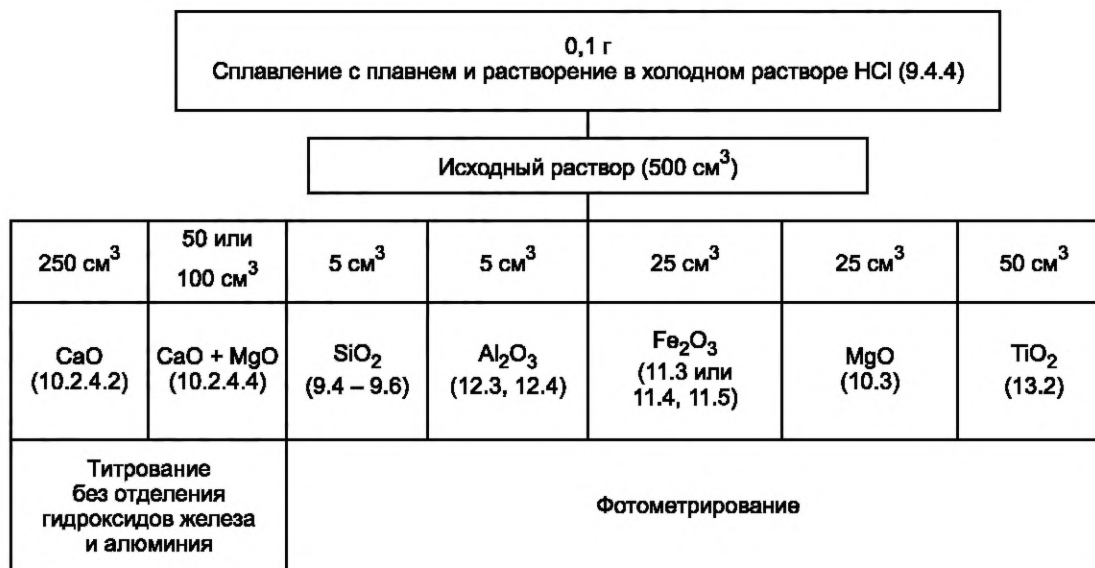 0,1 г
Сплавление с плавнем и растворение в холодном растворе HCl (9.4.4)
Исходный раствор (500 см³)
250 см³
50 или
100 см³
5 см³
5 см³
25 см³
25 см³
50 см³
CaO
(10.2.4.2)
CaO + MgO
(10.2.4.4)
SiO₂
(9.4 – 9.6)
Al₂O₃
(12.3, 12.4)
Fe₂O₃
(11.3 или
11.4, 11.5)
MgO
(10.3)
TiO₂
(13.2)
Титрование
без отделения
гидроксидов железа
и алюминия
Фотометрирование